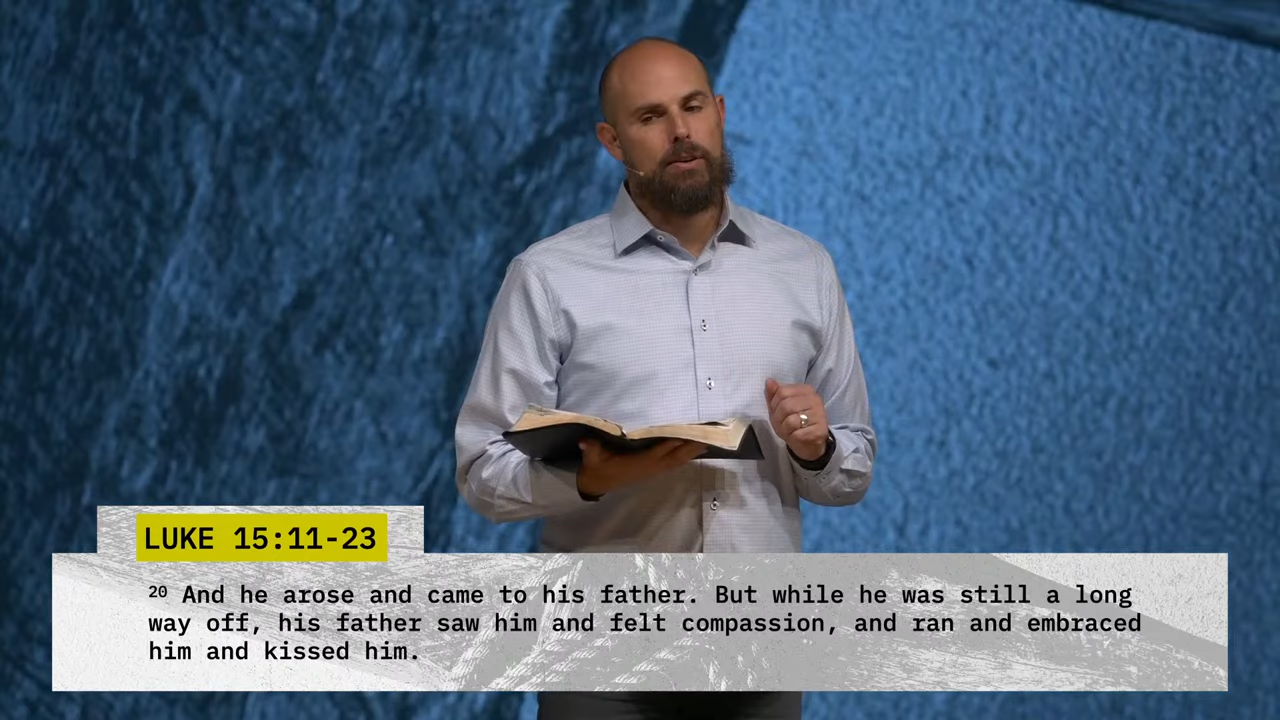 LUKE 15:11-23
20 And he arose and came to his father. But while he was still a long
way off, his father saw him and felt compassion, and ran and embraced
him and kissed him.